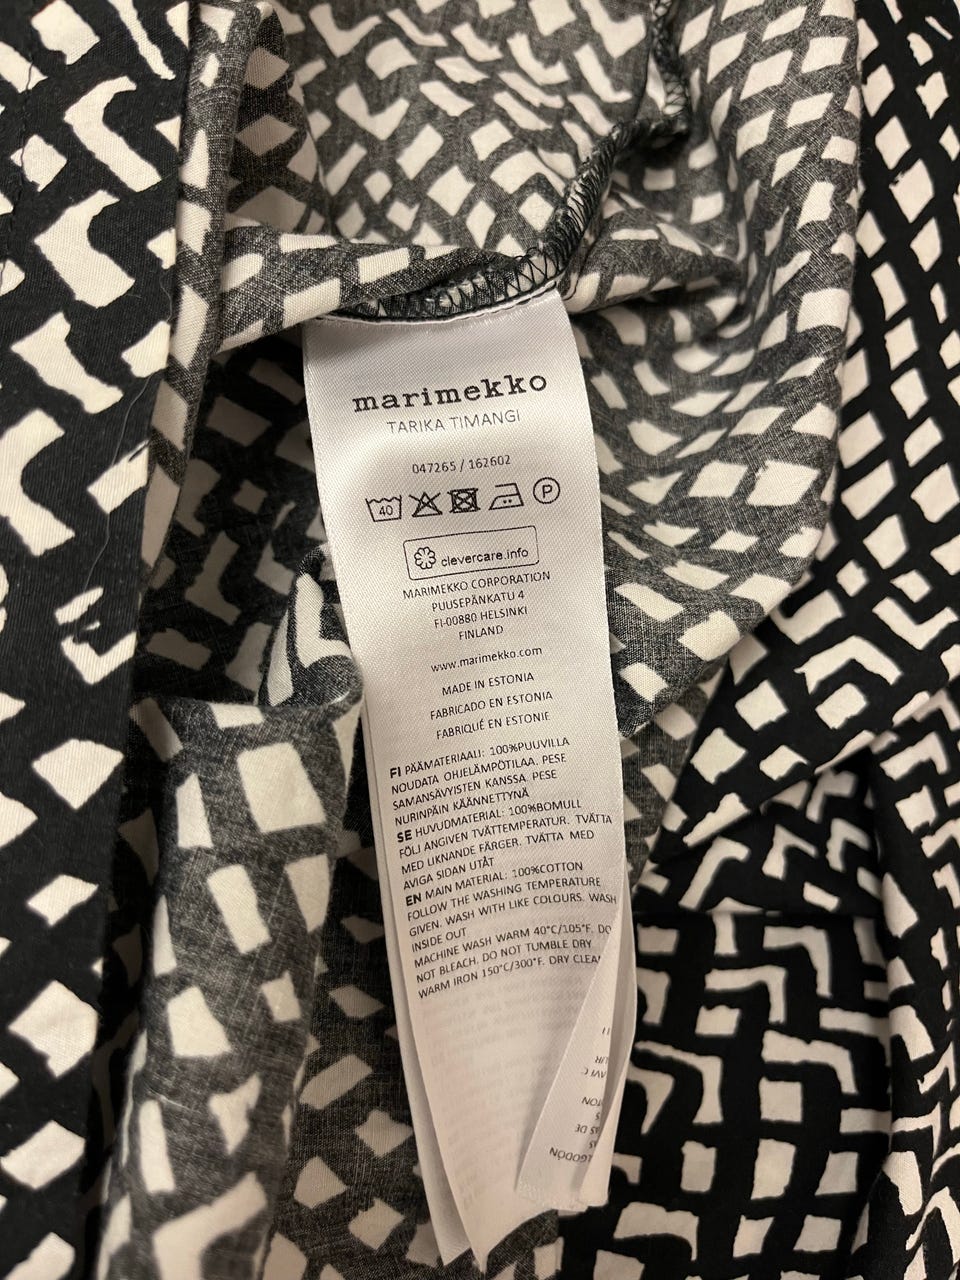 marimekko
TARIKA TIMANGI
047265 / 162602
40 P
clevercare.info
MARIMEKKO CORPORATION
PUUSEPÄNKATU 4
FI-00880 HELSINKI
FINLAND
www.marimekko.com
MADE IN ESTONIA
FABRICADO EN ESTONIA
FABRIQUÉ EN ESTONIE
FI PÄÄMATERIAALI: 100%PUUVILLA
NOUDATA OHJELÄMPÖTILAA. PESE
SAMANSÄVYISTEN KANSSA. PESE
NURINPÄIN KÄÄNNETTYNÄ
SE HUVUDMATERIAL: 100%BOMULL
FÖLJ ANGIVEN TVÄTTEMPERATUR. TVÄTTA
MED LIKNANDE FÄRGER. TVÄTTA MED
AVIGA SIDAN UTÅT
EN MAIN MATERIAL: 100%COTTON
FOLLOW THE WASHING TEMPERATURE
GIVEN. WASH WITH LIKE COLOURS. WASH
INSIDE OUT
MACHINE WASH WARM 40°C/105°F. DO
NOT BLEACH. DO NOT TUMBLE DRY
WARM IRON 150°C/300°F. DRY CLEAN